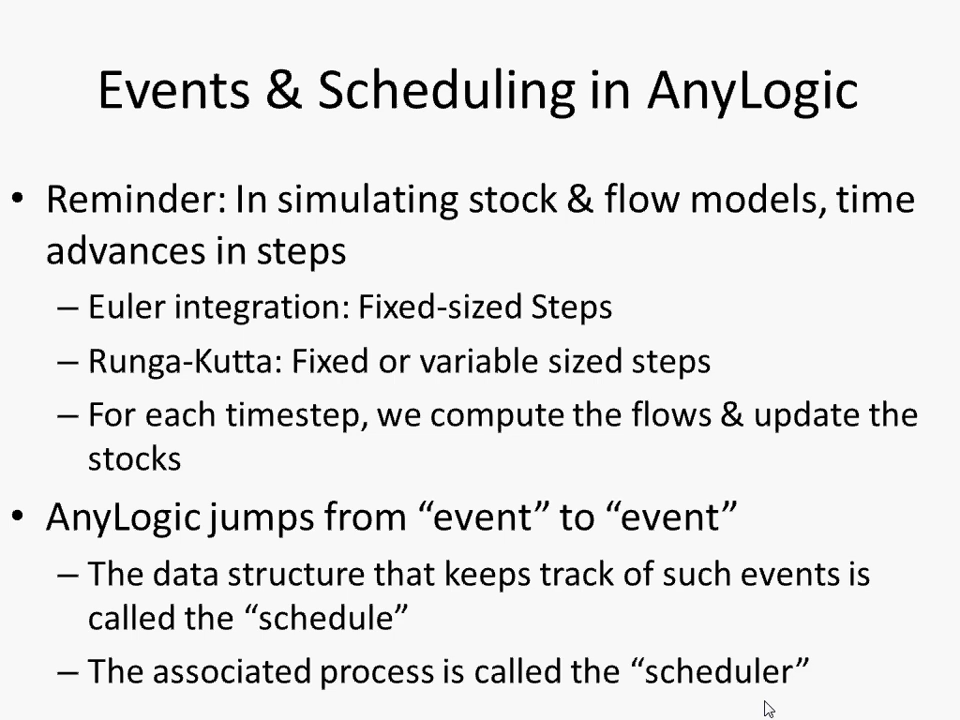 Events & Scheduling in AnyLogic
• Reminder: In simulating stock & flow models, time
advances in steps
– Euler integration: Fixed-sized Steps
– Runga-Kutta: Fixed or variable sized steps
– For each timestep, we compute the flows & update the
stocks
• AnyLogic jumps from “event” to “event”
– The data structure that keeps track of such events is
called the “schedule”
– The associated process is called the “scheduler”